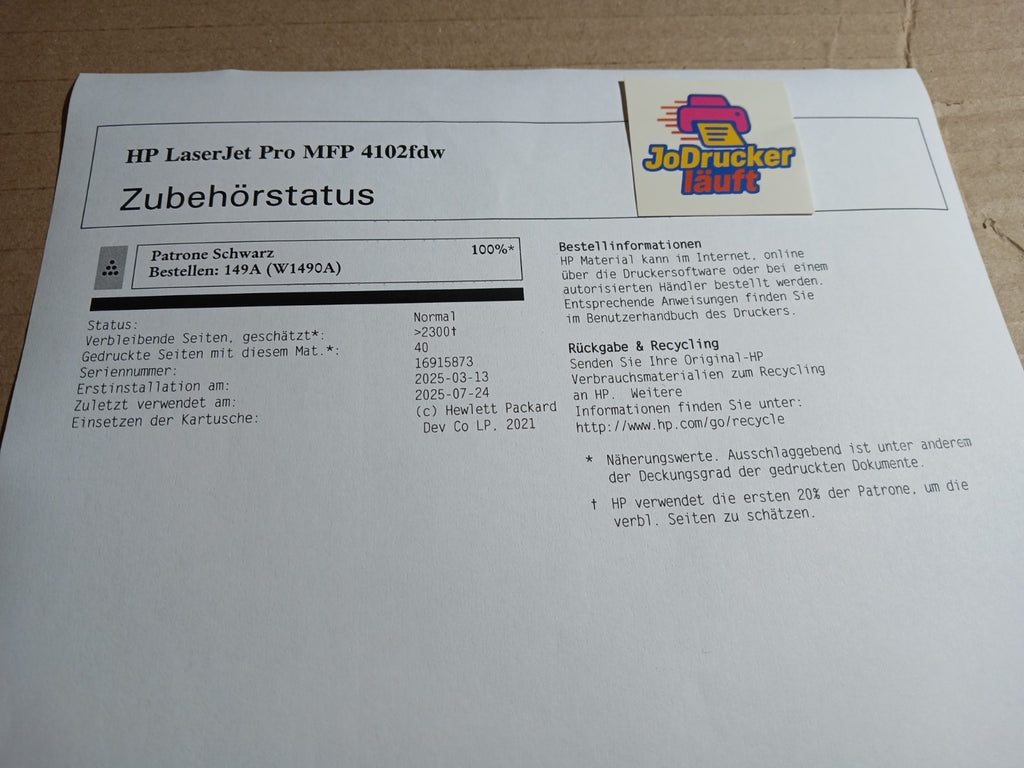 HP LaserJet Pro MFP 4102fdw
Zubehörstatus
JoDrucker
läuft
Patrone Schwarz 100%*
Bestellen: 149A (W1490A)
Status: Normal
Verbleibende Seiten, geschätzt*: >2300†
Gedruckte Seiten mit diesem Mat.*: 40
Seriennummer: 16915873
Erstinstallation am: 2025-03-13
Zuletzt verwendet am: 2025-07-24
Einsetzen der Kartusche: (c) Hewlett Packard
Dev Co LP, 2021
Bestellinformationen
HP Material kann im Internet, online
über die Druckersoftware oder bei einem
autorisierten Händler bestellt werden.
Entsprechende Anweisungen finden Sie
im Benutzerhandbuch des Druckers.
Rückgabe & Recycling
Senden Sie Ihre Original-HP
Verbrauchsmaterialien zum Recycling
an HP. Weitere
Informationen finden Sie unter:
http://www.hp.com/go/recycle
* Näherungswerte. Ausschlaggebend ist unter anderem
der Deckungsgrad der gedruckten Dokumente.
† HP verwendet die ersten 20% der Patrone, um die
verbl. Seiten zu schätzen.